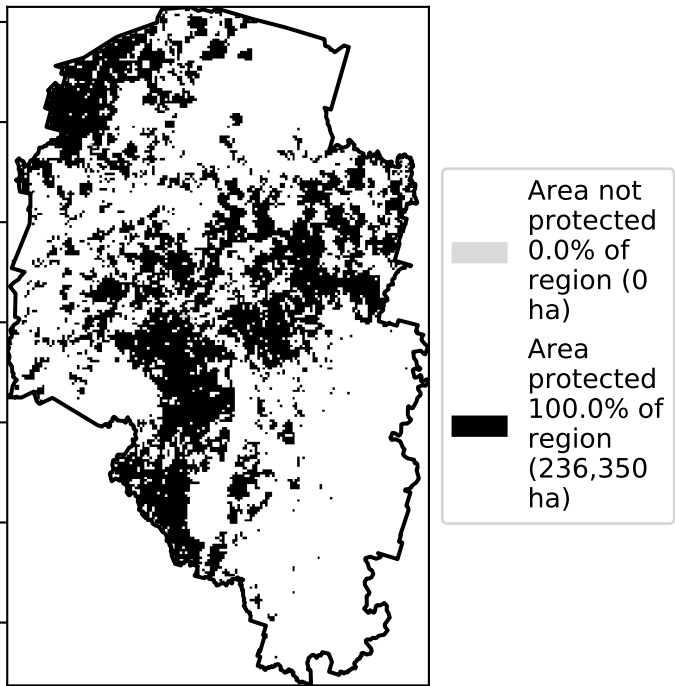 Area not
protected
0.0% of
region (0
ha)
Area
protected
100.0% of
region
(236,350
ha)